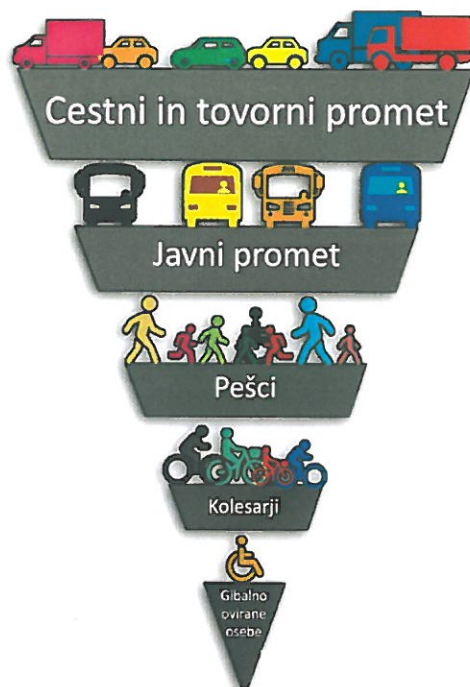 Cestni in tovorni promet
Javni promet
Pešci
Kolesarji
Gibalno
ovirane
osebe